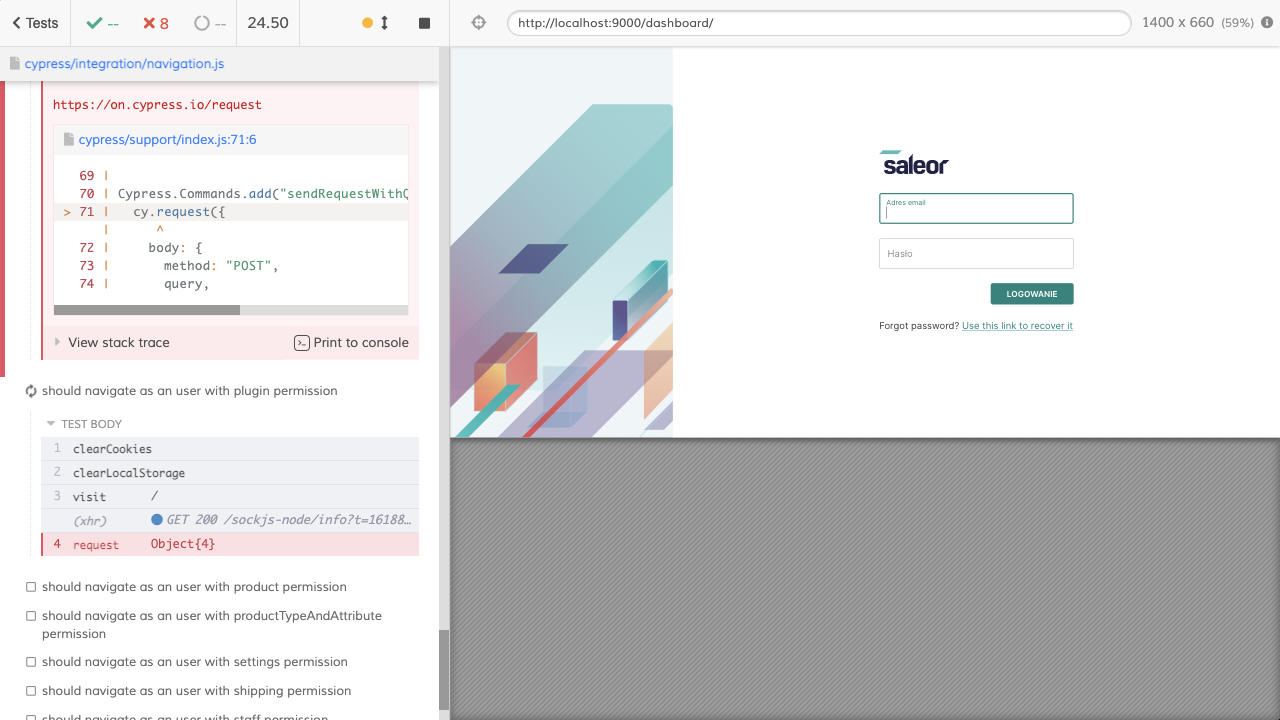 Tests
--
8
--
24.50
http://localhost:9000/dashboard/
1400 x 660 (59%)
cypress/integration/navigation.js
https://on.cypress.io/request
cypress/support/index.js:71:6
69 |
70 | Cypress.Commands.add("sendRequestWithQ
> 71 | cy.request({
| ^
72 | body: {
73 | method: "POST",
74 | query,
View stack trace
Print to console
should navigate as an user with plugin permission
TEST BODY
1 clearCookies
2 clearLocalStorage
3 visit /
(xhr) GET 200 /sockjs-node/info?t=16188…
4 request Object{4}
should navigate as an user with product permission
should navigate as an user with productTypeAndAttribute
permission
should navigate as an user with settings permission
should navigate as an user with shipping permission
should navigate as an user with staff permission
saleor
Adres email
Hasło
LOGOWANIE
Forgot password? Use this link to recover it